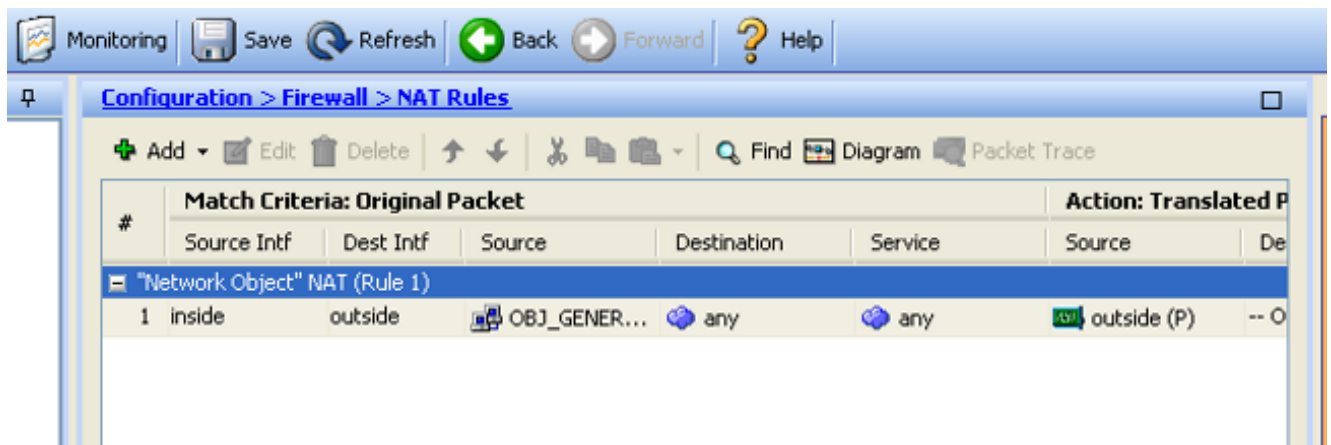 Monitoring Save Refresh Back Forward Help
Configuration > Firewall > NAT Rules
Add Edit Delete Find Diagram Packet Trace
# Match Criteria: Original Packet Action: Translated P
Source Intf Dest Intf Source Destination Service Source De
"Network Object" NAT (Rule 1)
1 inside outside OBJ_GENER... any any outside (P) -- O